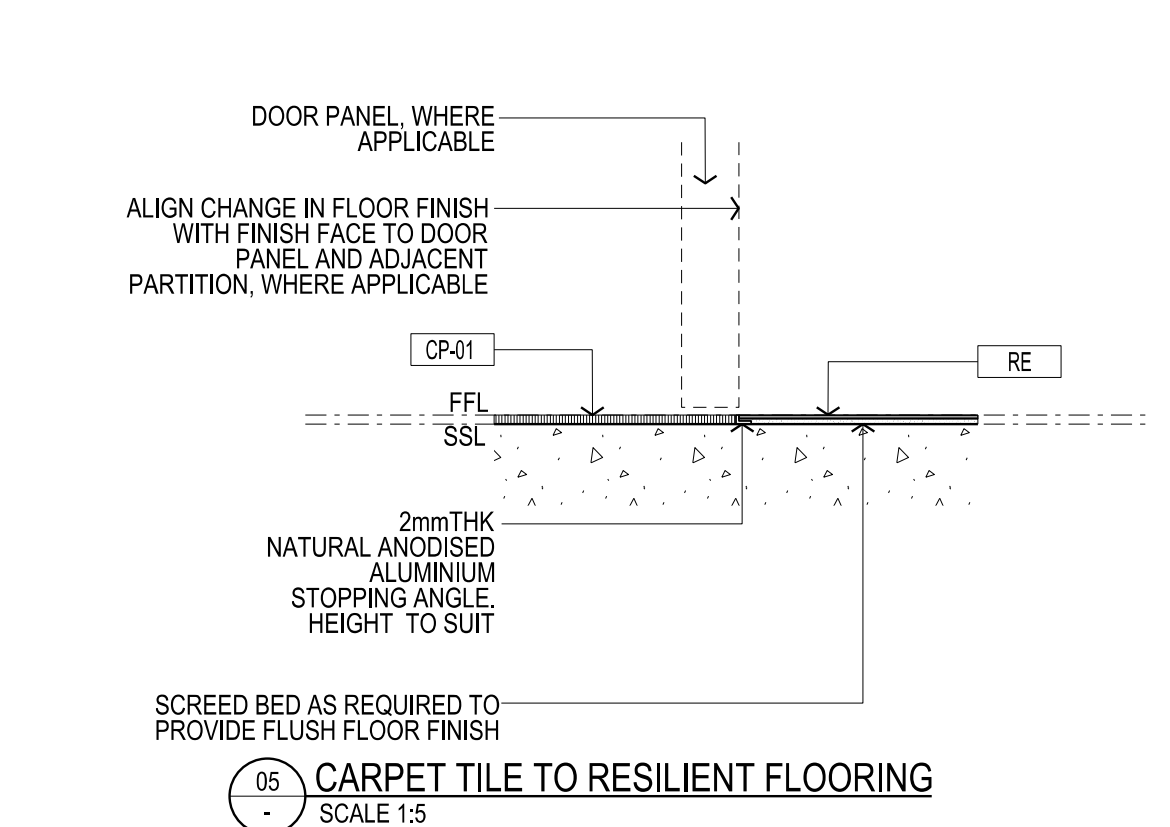 DOOR PANEL, WHERE
APPLICABLE
ALIGN CHANGE IN FLOOR FINISH
WITH FINISH FACE TO DOOR
PANEL AND ADJACENT
PARTITION, WHERE APPLICABLE
CP-01
RE
FFL
SSL
2mmTHK
NATURAL ANODISED
ALUMINIUM
STOPPING ANGLE.
HEIGHT TO SUIT
SCREED BED AS REQUIRED TO
PROVIDE FLUSH FLOOR FINISH
05
-
CARPET TILE TO RESILIENT FLOORING
SCALE 1:5